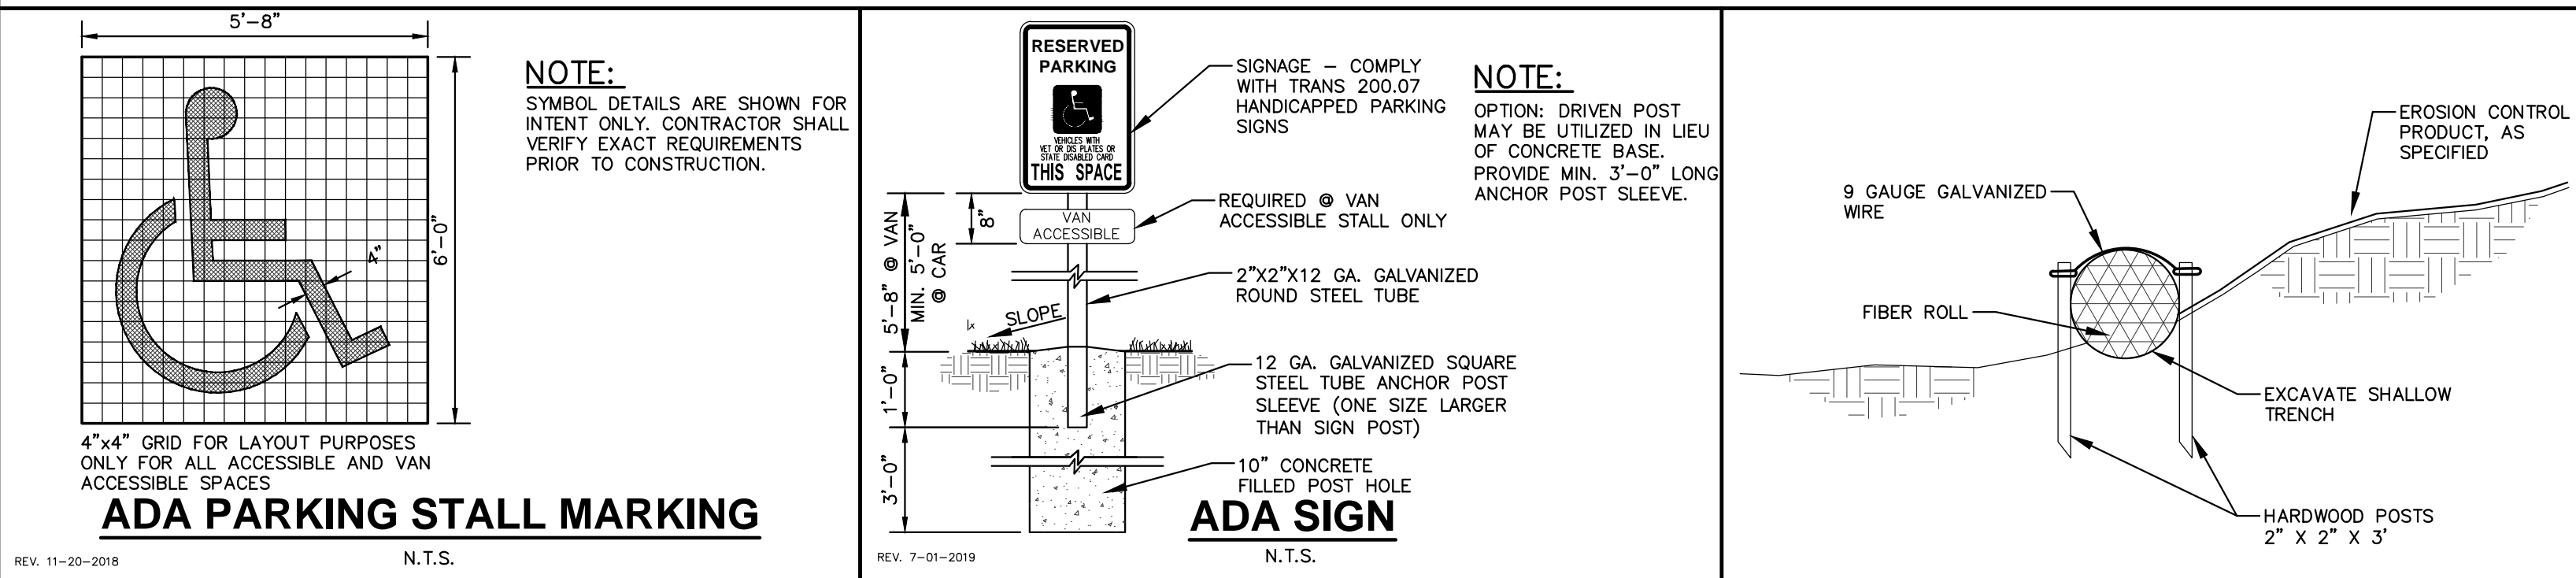 5'-8"
6'-0"
4"
NOTE:
SYMBOL DETAILS ARE SHOWN FOR
INTENT ONLY. CONTRACTOR SHALL
VERIFY EXACT REQUIREMENTS
PRIOR TO CONSTRUCTION.
4"x4" GRID FOR LAYOUT PURPOSES
ONLY FOR ALL ACCESSIBLE AND VAN
ACCESSIBLE SPACES
ADA PARKING STALL MARKING
N.T.S.
REV. 11-20-2018
RESERVED
PARKING
VEHICLES WITH
VET OR DIS PLATES OR
STATE DISABLED CARD
THIS SPACE
VAN
ACCESSIBLE
8"
5'-8" @ VAN
MIN. 5'-0"
@ CAR
SLOPE
1'-0"
3'-0"
SIGNAGE – COMPLY
WITH TRANS 200.07
HANDICAPPED PARKING
SIGNS
REQUIRED @ VAN
ACCESSIBLE STALL ONLY
2"X2"X12 GA. GALVANIZED
ROUND STEEL TUBE
12 GA. GALVANIZED SQUARE
STEEL TUBE ANCHOR POST
SLEEVE (ONE SIZE LARGER
THAN SIGN POST)
10" CONCRETE
FILLED POST HOLE
NOTE:
OPTION: DRIVEN POST
MAY BE UTILIZED IN LIEU
OF CONCRETE BASE.
PROVIDE MIN. 3'-0" LONG
ANCHOR POST SLEEVE.
ADA SIGN
N.T.S.
REV. 7-01-2019
EROSION CONTROL
PRODUCT, AS
SPECIFIED
9 GAUGE GALVANIZED
WIRE
FIBER ROLL
EXCAVATE SHALLOW
TRENCH
HARDWOOD POSTS
2" X 2" X 3'